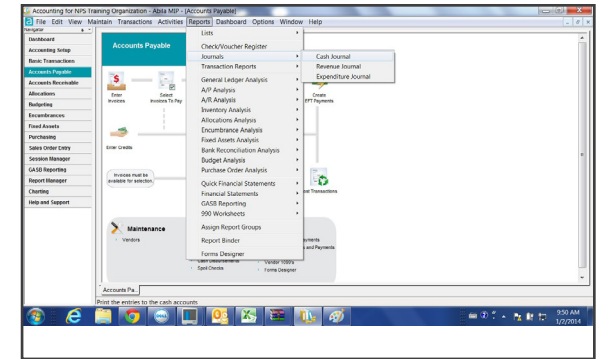 Accounting for NPS Training Organization - Abila MIP - [Accounts Payable]
File Edit View Maintain Transactions Activities Reports Dashboard Options Window Help
Navigator
Dashboard
Accounting Setup
Basic Transactions
Accounts Payable
Accounts Receivable
Allocations
Budgeting
Encumbrances
Fixed Assets
Purchasing
Sales Order Entry
Session Manager
GASB Reporting
Report Manager
Charting
Help and Support
Accounts Payable
Enter Invoices
Select Invoices To Pay
Enter Credits
Invoices must be
available for selection.
Maintenance
Vendors
Lists
Check/Voucher Register
Journals
Transaction Reports
General Ledger Analysis
A/P Analysis
A/R Analysis
Inventory Analysis
Allocations Analysis
Encumbrance Analysis
Fixed Assets Analysis
Bank Reconciliation Analysis
Budget Analysis
Purchase Order Analysis
Quick Financial Statements
Financial Statements
GASB Reporting
990 Worksheets
Assign Report Groups
Report Binder
Forms Designer
Cash Journal
Revenue Journal
Expenditure Journal
Create
EFT Payments
Post Transactions
Payments
and Payments
Cash Disbursements
Vendor 1099's
Spoil Checks
Forms Designer
Accounts Pa...
Print the entries to the cash accounts
DELL
9:50 AM
1/2/2014